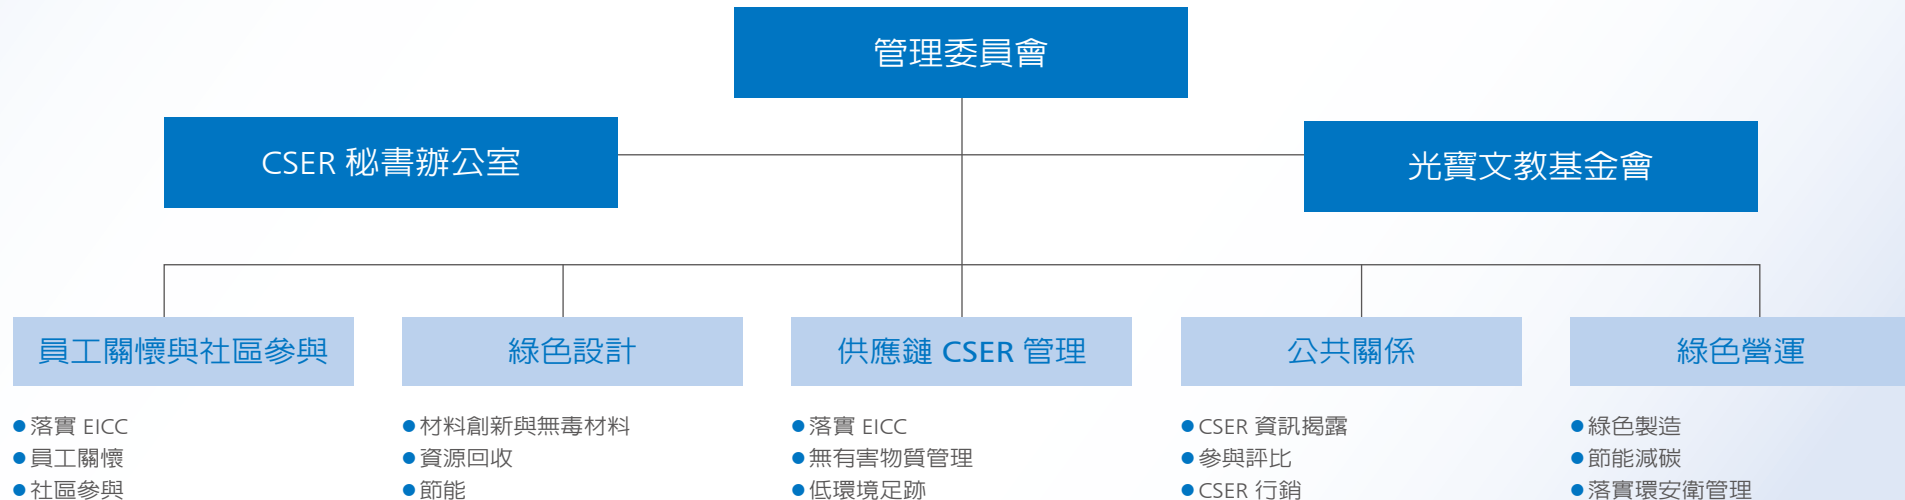 管理委員會
CSER 秘書辦公室
光寶文教基金會
員工關懷與社區參與
綠色設計
供應鏈 CSER 管理
公共關係
綠色營運
●落實 EICC
●員工關懷
●社區參與
●材料創新與無毒材料
●資源回收
●節能
●落實 EICC
●無有害物質管理
●低環境足跡
●CSER 資訊揭露
●參與評比
●CSER 行銷
●綠色製造
●節能減碳
●落實環安衛管理